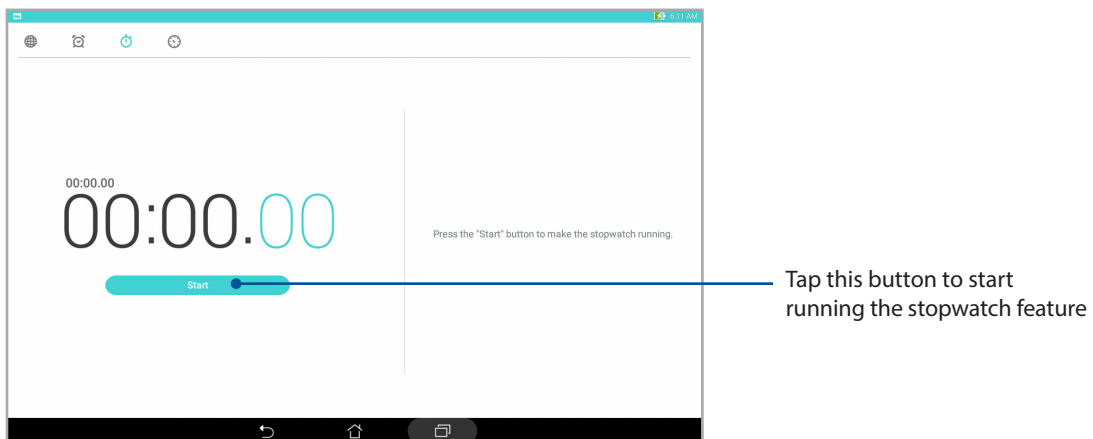 6:11 AM
00:00.00
00:00.00
Press the "Start" button to make the stopwatch running.
Start
Tap this button to start
running the stopwatch feature